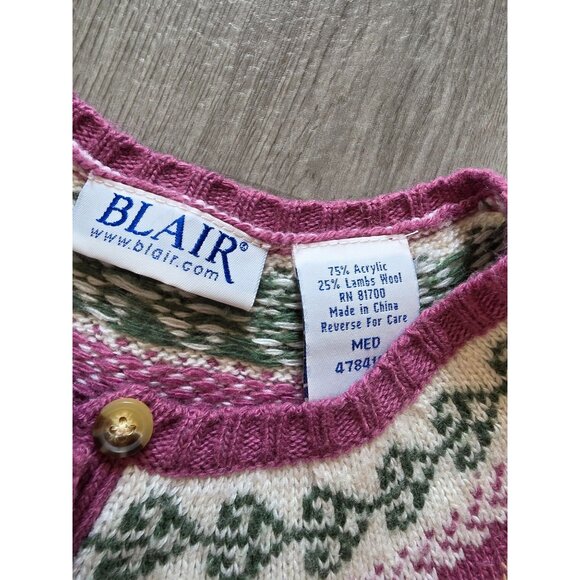 BLAIR®
www.blair.com
75% Acrylic
25% Lambs Wool
RN 81700
Made in China
Reverse For Care
MED